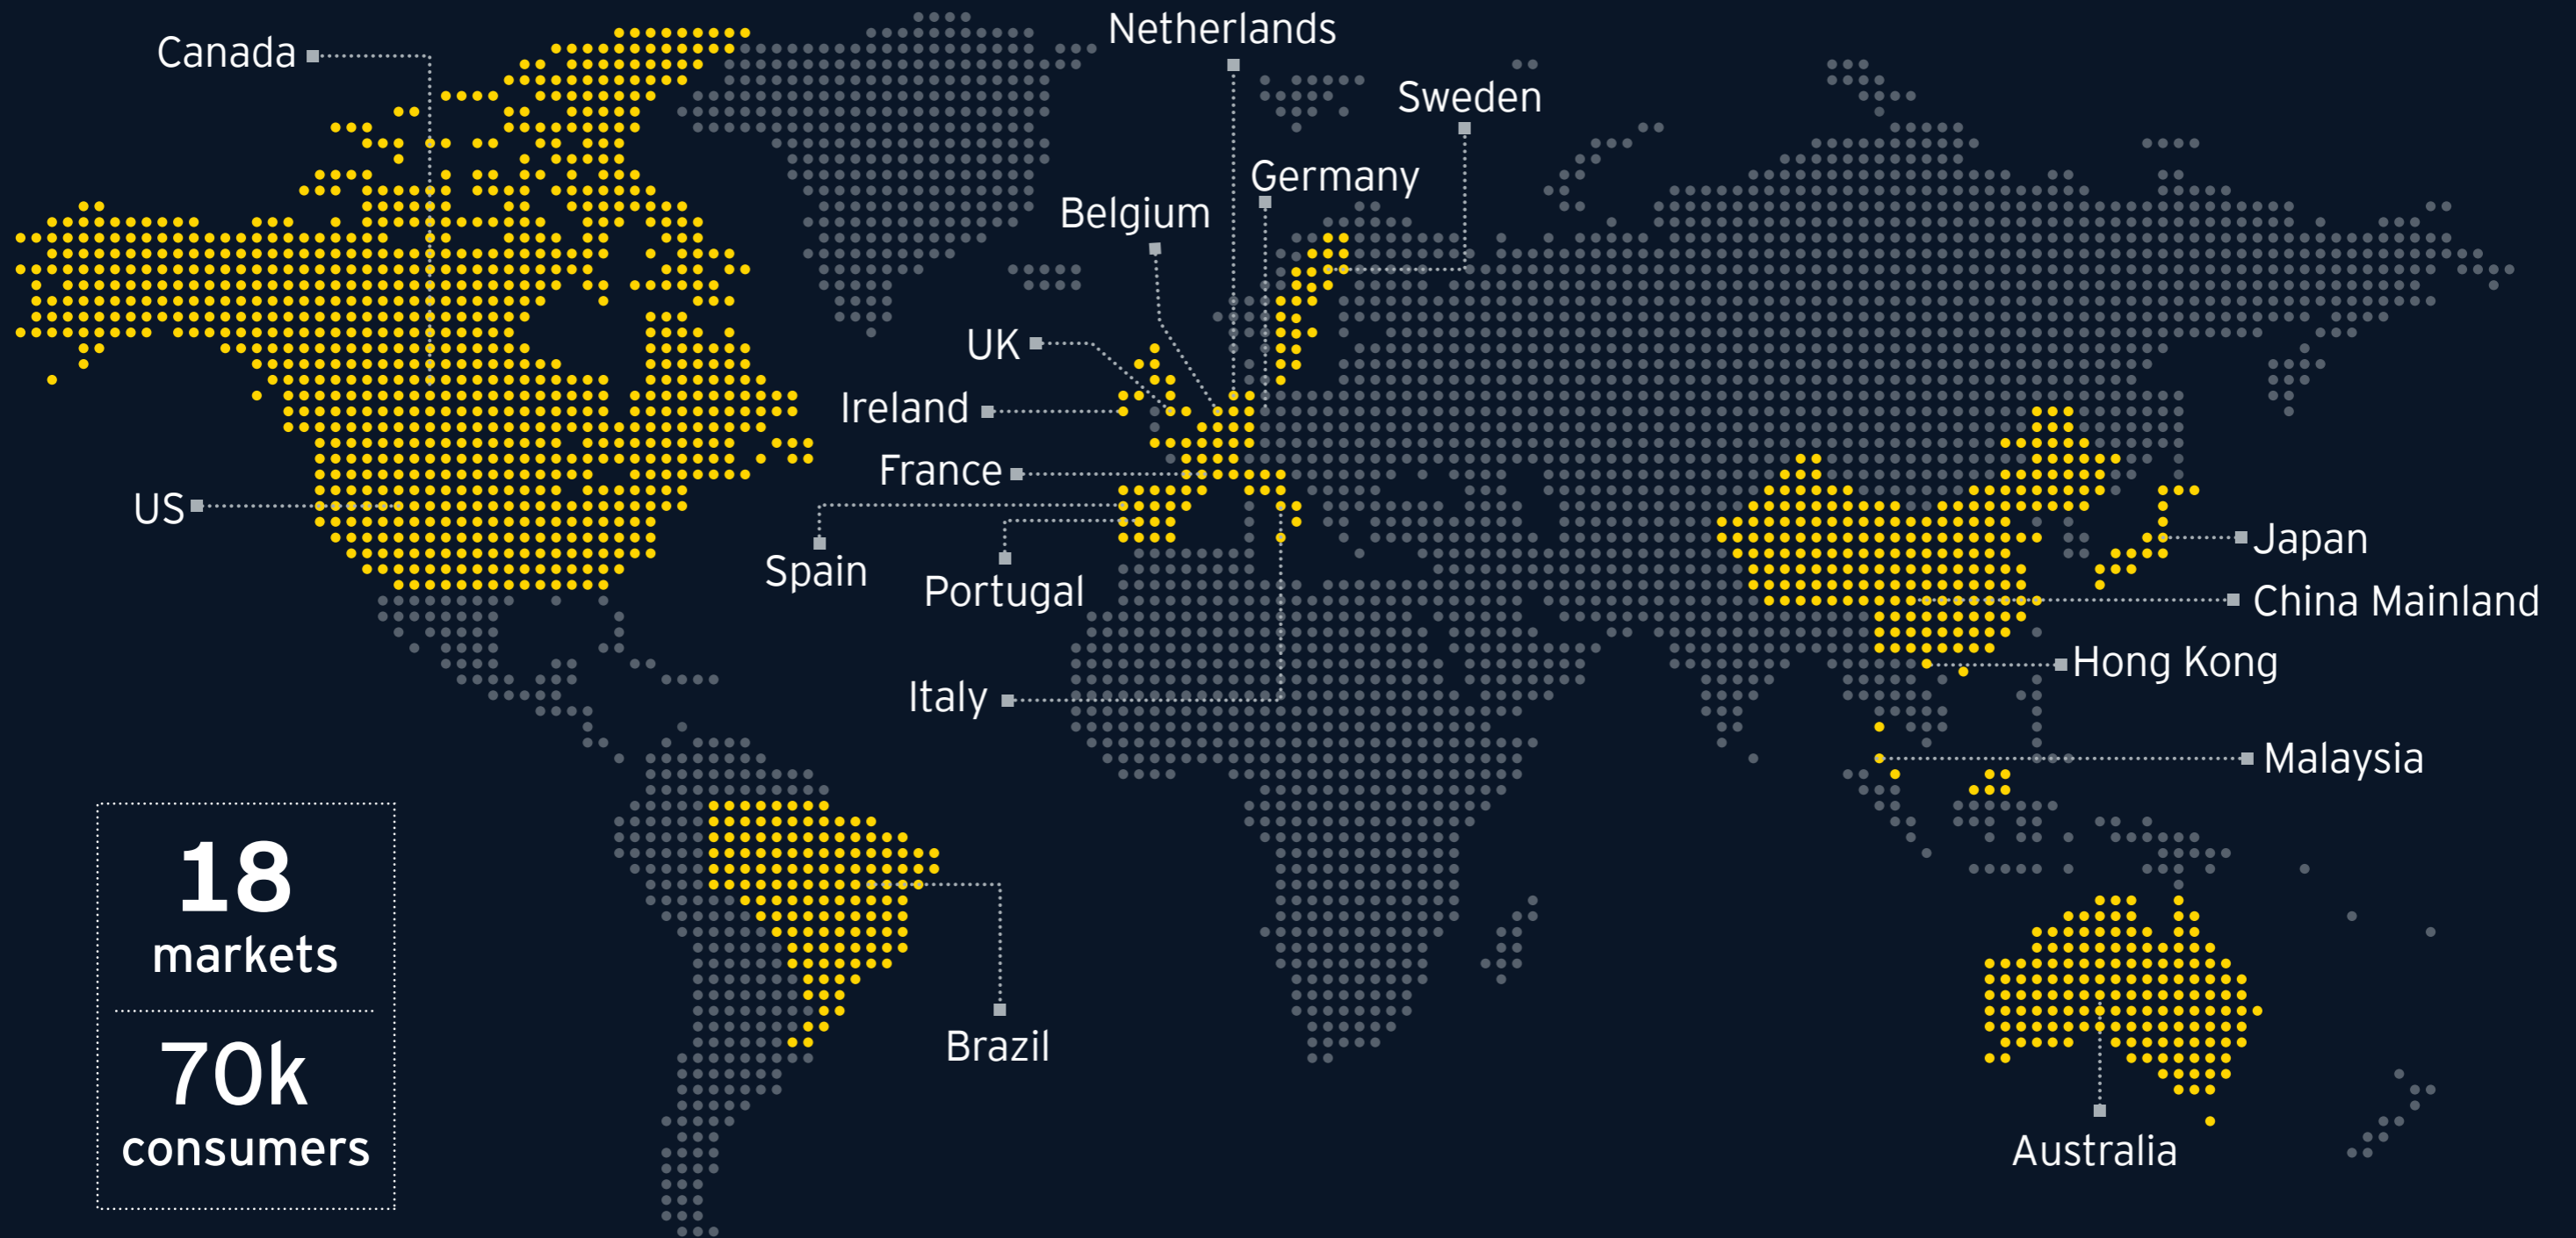 Canada
Netherlands
Sweden
Germany
Belgium
UK
Ireland
France
US
Spain
Portugal
Japan
China Mainland
Hong Kong
Italy
Malaysia
18
markets
70k
consumers
Brazil
Australia